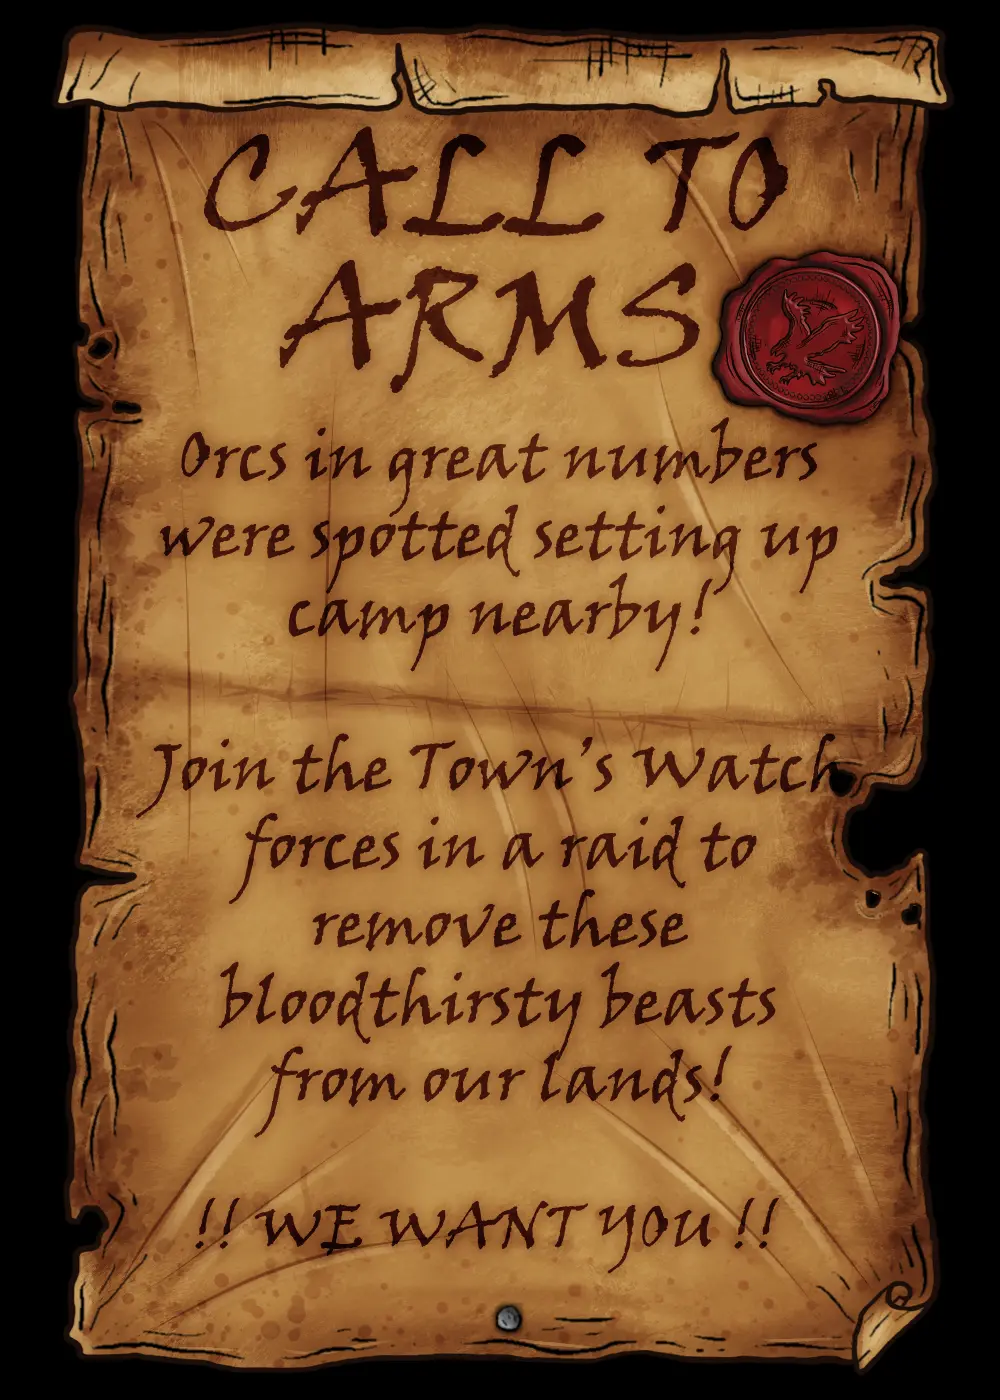 CALL TO
ARMS
Orcs in great numbers
were spotted setting up
camp nearby!
Join the Town's Watch
forces in a raid to
remove these
bloodthirsty beasts
from our lands!
!! WE WANT YOU !!